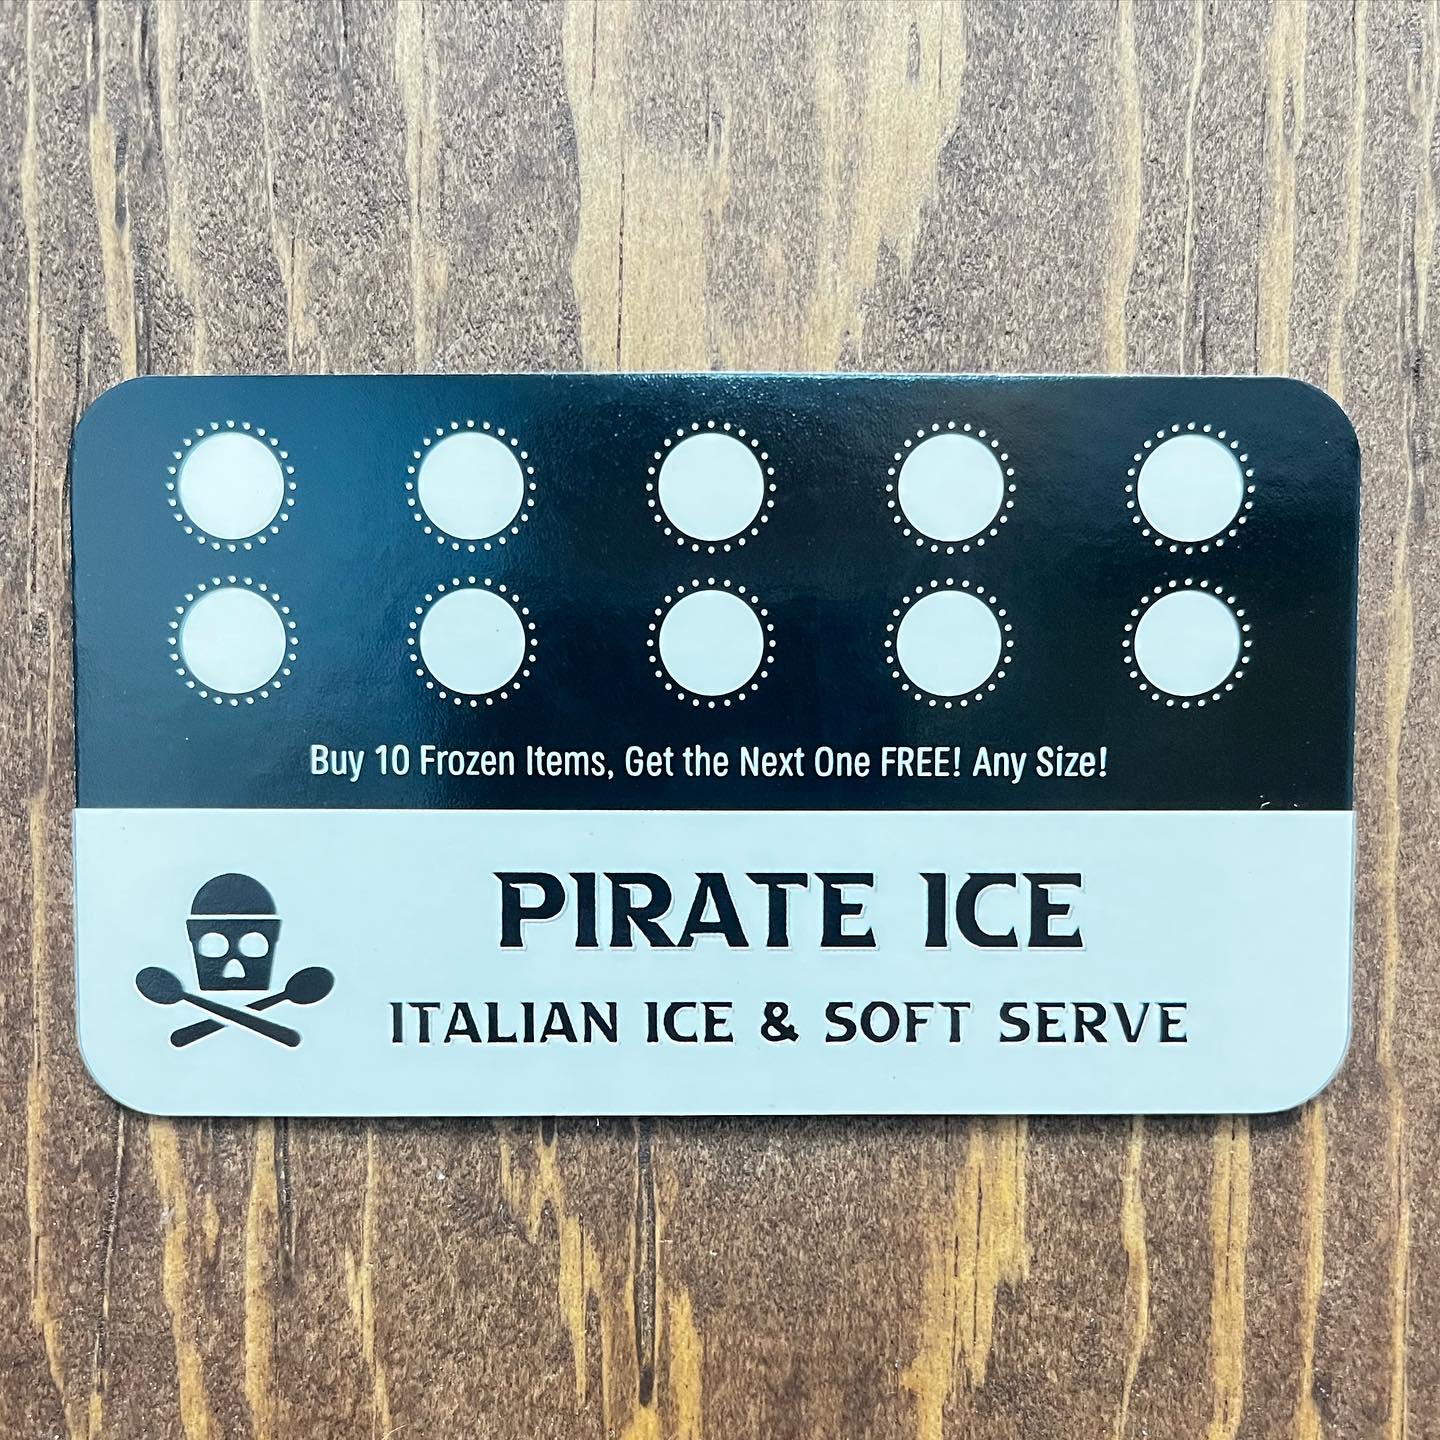 Buy 10 Frozen Items, Get the Next One FREE! Any Size!
PIRATE ICE
ITALIAN ICE & SOFT SERVE